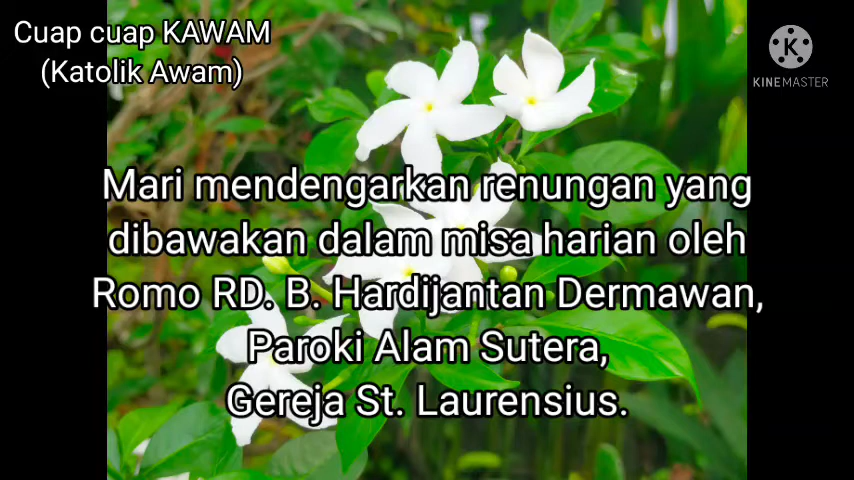 Cuap cuap KAWAM
(Katolik Awam)
KINEMASTER
Mari mendengarkan renungan yang
dibawakan dalam misa harian oleh
Romo RD. B. Hardijantan Dermawan,
Paroki Alam Sutera,
Gereja St. Laurensius.